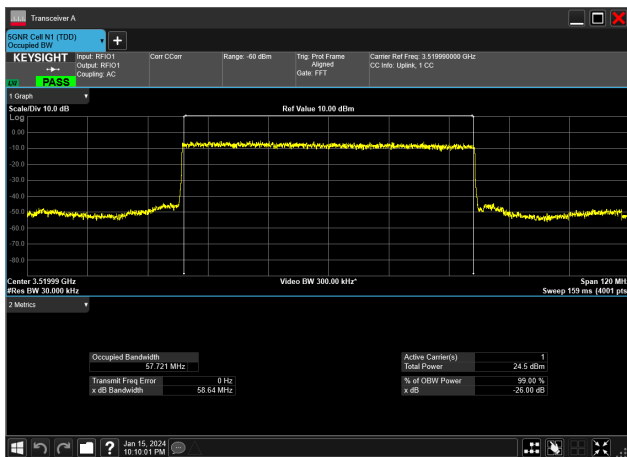 Transceiver A
5GNR Cell N1 (TDD)
Occupied BW
KEYSIGHT
LVI
PASS
Input: RFIO1
Output: RFIO1
Coupling: AC
Corr CCorr
Range: -60 dBm
Trig: Prot Frame
Aligned
Gate: FFT
Carrier Ref Freq: 3.519990000 GHz
CC Info: Uplink, 1 CC
1 Graph
Scale/Div 10.0 dB
Ref Value 10.00 dBm
Log
0.00
-10.0
-20.0
-30.0
-40.0
-50.0
-60.0
-70.0
-80.0
Center 3.51999 GHz
Video BW 300.00 kHz*
Span 120 MHz
#Res BW 30.000 kHz
Sweep 159 ms (4001 pts
2 Metrics
Occupied Bandwidth
57.721 MHz
Transmit Freq Error 0 Hz
x dB Bandwidth 58.64 MHz
Active Carrier(s) 1
Total Power 24.5 dBm
% of OBW Power 99.00 %
x dB -26.00 dB
Jan 15, 2024
10:10:01 PM